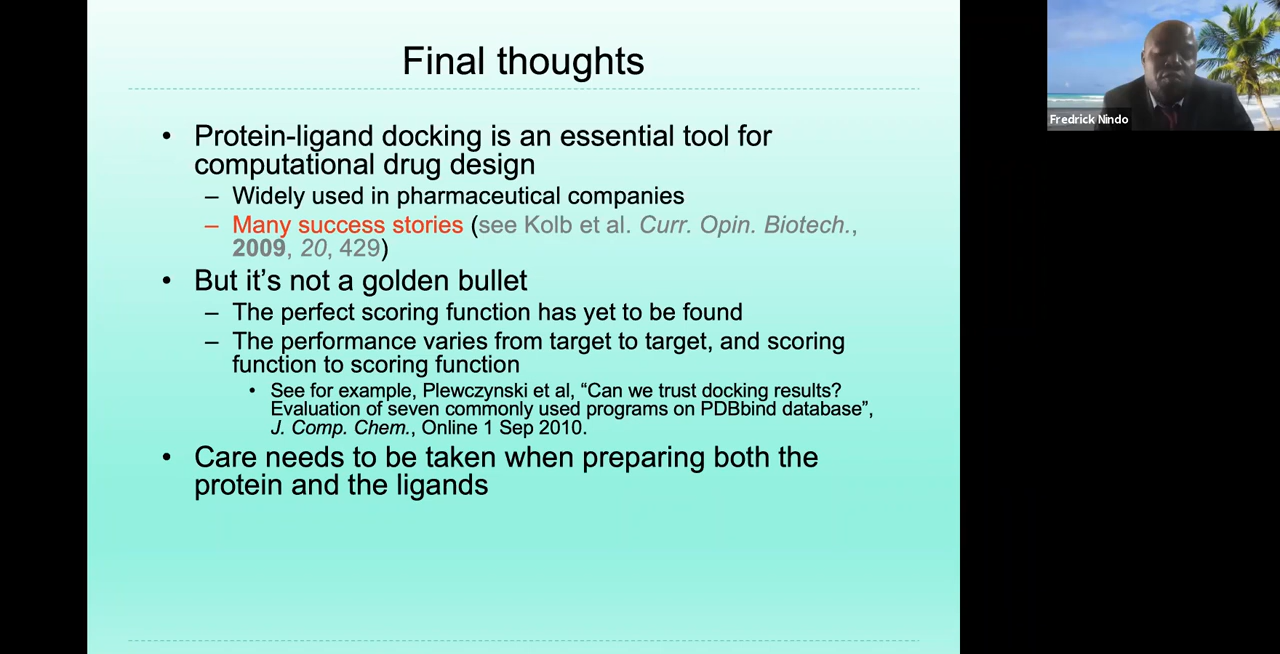 Final thoughts
• Protein-ligand docking is an essential tool for
computational drug design
– Widely used in pharmaceutical companies
– Many success stories (see Kolb et al. Curr. Opin. Biotech.,
2009, 20, 429)
• But it’s not a golden bullet
– The perfect scoring function has yet to be found
– The performance varies from target to target, and scoring
function to scoring function
• See for example, Plewczynski et al, “Can we trust docking results?
Evaluation of seven commonly used programs on PDBbind database”,
J. Comp. Chem., Online 1 Sep 2010.
• Care needs to be taken when preparing both the
protein and the ligands
Fredrick Nindo